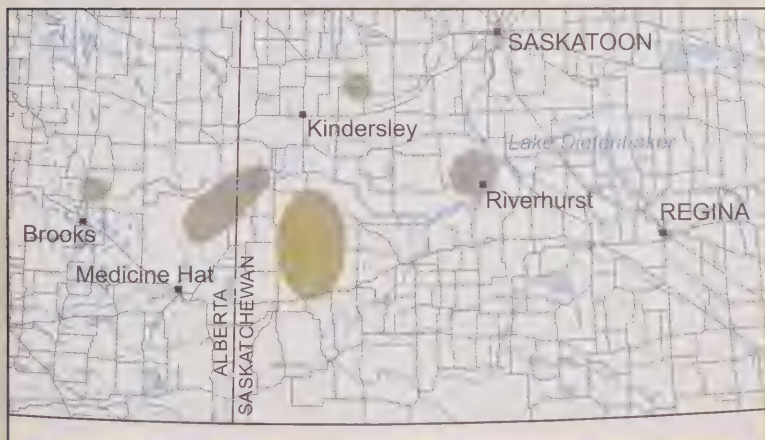 SASKATOON
Kindersley
Lake Diefenbaker
Riverhurst
REGINA
Brooks
Medicine Hat
ALBERTA
SASKATCHEWAN